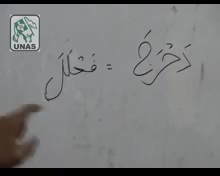 UNAS
دَحْرَجَ = فَعْلَلَ